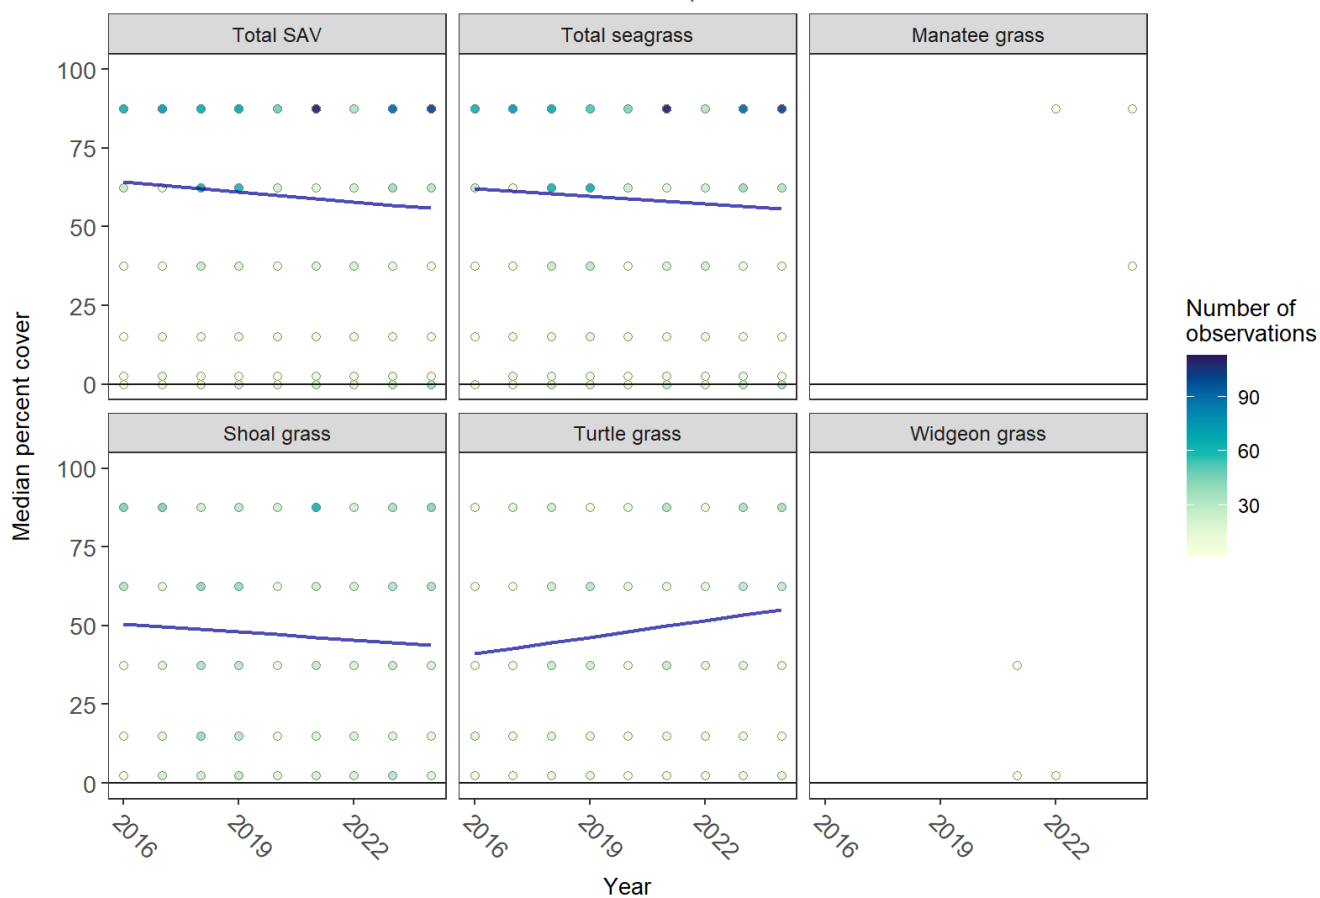 Total SAV
Total seagrass
Manatee grass
100
75
50
25
0
Shoal grass
Turtle grass
Widgeon grass
100
75
50
25
0
2016
2019
2022
2016
2019
2022
2016
2019
2022
Year
Median percent cover
Number of
observations
90
60
30